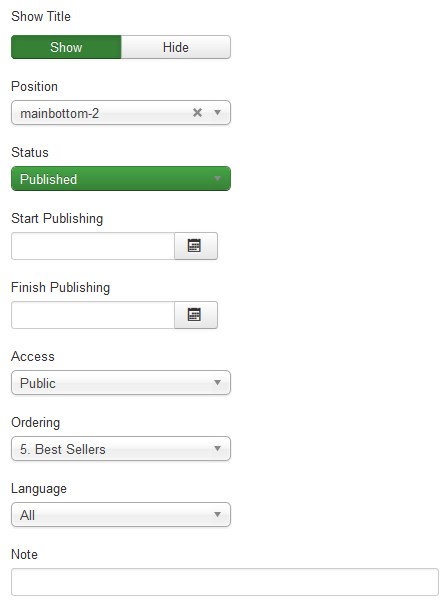 Show Title
Show Hide
Position
mainbottom-2
Status
Published
Start Publishing
Finish Publishing
Access
Public
Ordering
5. Best Sellers
Language
All
Note